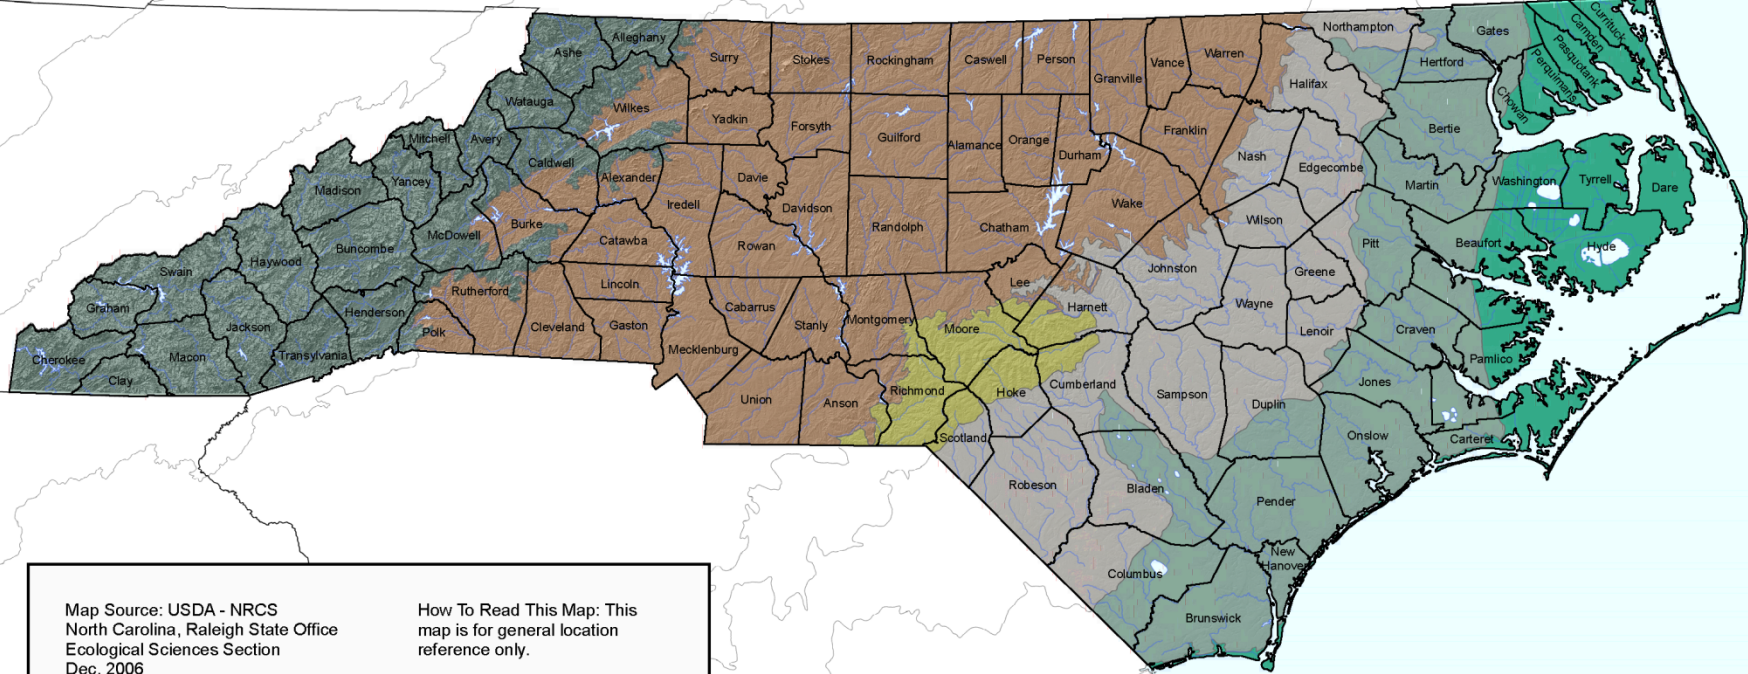 Northampton
Gates
Currituck
Camden
Pasquotank
Perquimans
Chowan
Alleghany
Ashe
Surry
Stokes
Rockingham
Caswell
Person
Granville
Vance
Warren
Halifax
Hertford
Watauga
Wilkes
Yadkin
Forsyth
Guilford
Alamance
Orange
Durham
Franklin
Nash
Edgecombe
Bertie
Mitchell
Avery
Caldwell
Alexander
Iredell
Davie
Davidson
Randolph
Chatham
Wake
Wilson
Martin
Washington
Tyrrell
Dare
Madison
Yancey
McDowell
Burke
Catawba
Rowan
Johnston
Greene
Pitt
Beaufort
Hyde
Swain
Haywood
Buncombe
Rutherford
Lincoln
Cabarrus
Stanly
Montgomery
Moore
Lee
Harnett
Wayne
Lenoir
Craven
Pamlico
Graham
Jackson
Henderson
Polk
Cleveland
Gaston
Mecklenburg
Cherokee
Clay
Macon
Transylvania
Union
Anson
Richmond
Hoke
Cumberland
Sampson
Duplin
Jones
Onslow
Carteret
Scotland
Robeson
Bladen
Pender
Columbus
New
Hanover
Brunswick
Map Source: USDA - NRCS
North Carolina, Raleigh State Office
Ecological Sciences Section
Dec. 2006
How To Read This Map: This
map is for general location
reference only.